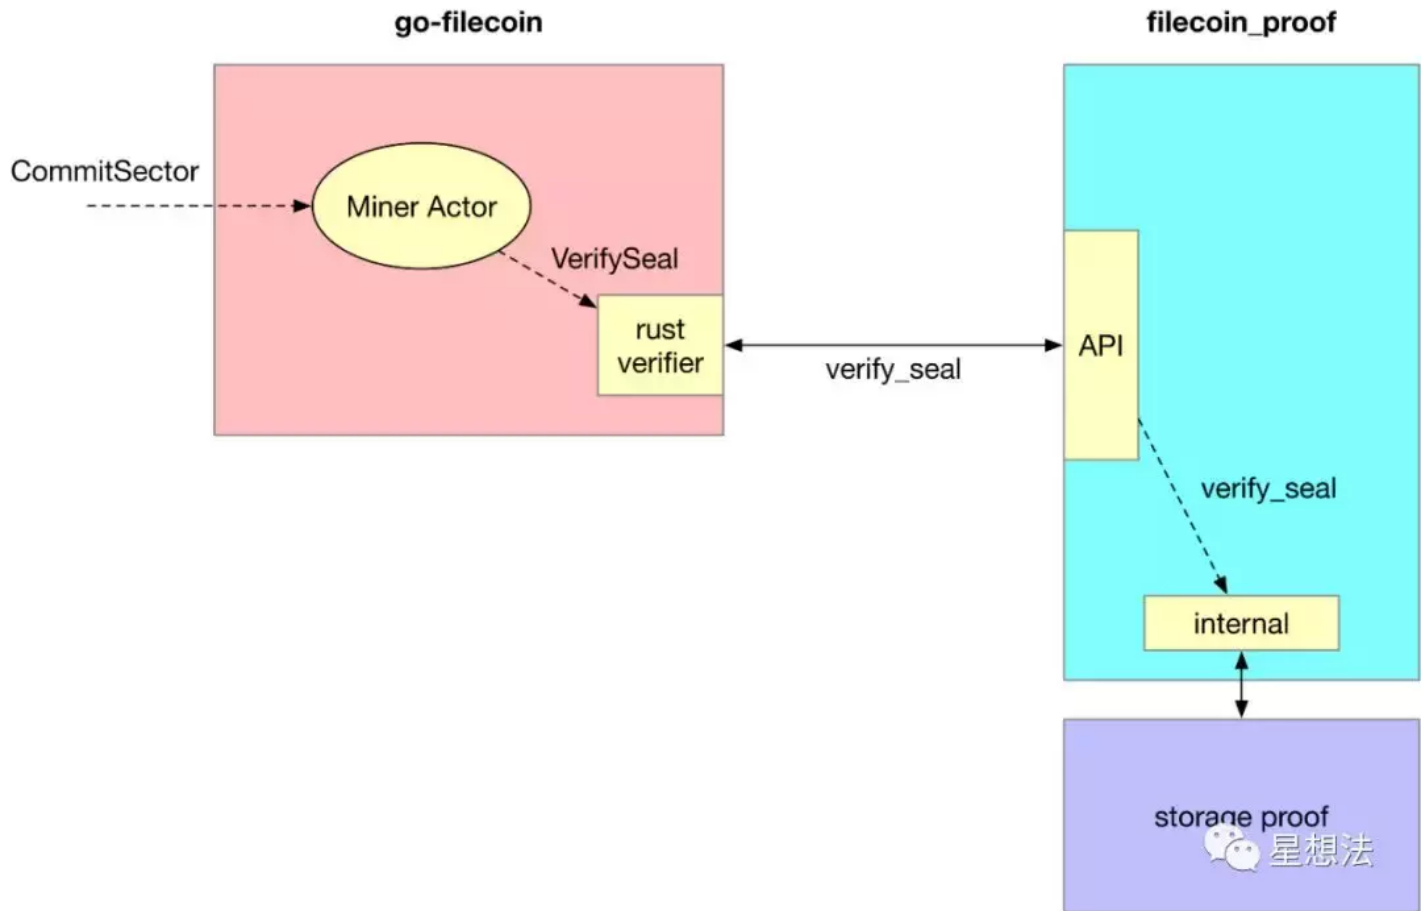 go-filecoin
filecoin_proof
CommitSector
Miner Actor
VerifySeal
rust
verifier
verify_seal
API
verify_seal
internal
storage proof
星想法